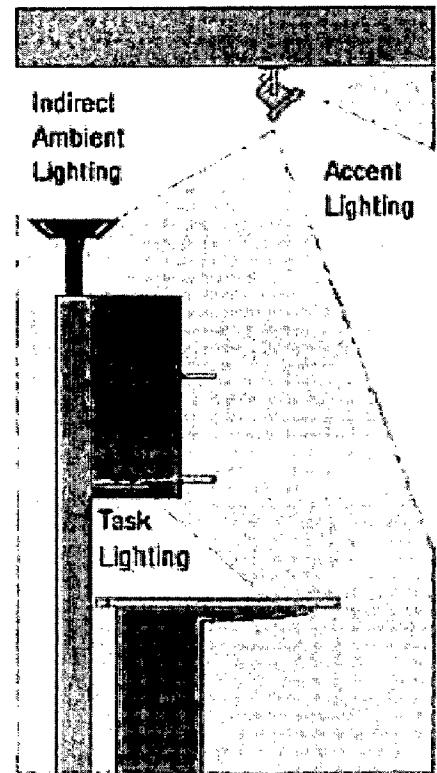 Indirect
Ambient
Lighting
Accent
Lighting
Task
Lighting